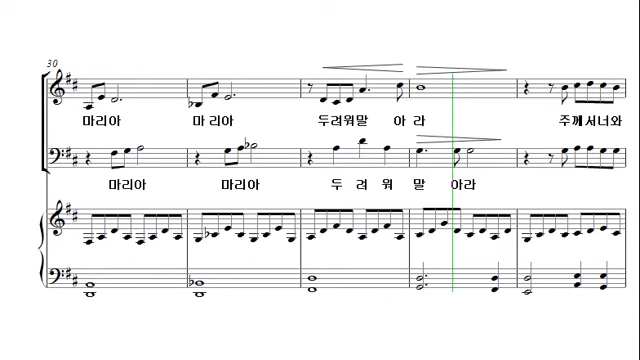 30
마리아 마리아 두려워말 아 라 주께서너와
마리아 마리아 두 려 워 말 아라